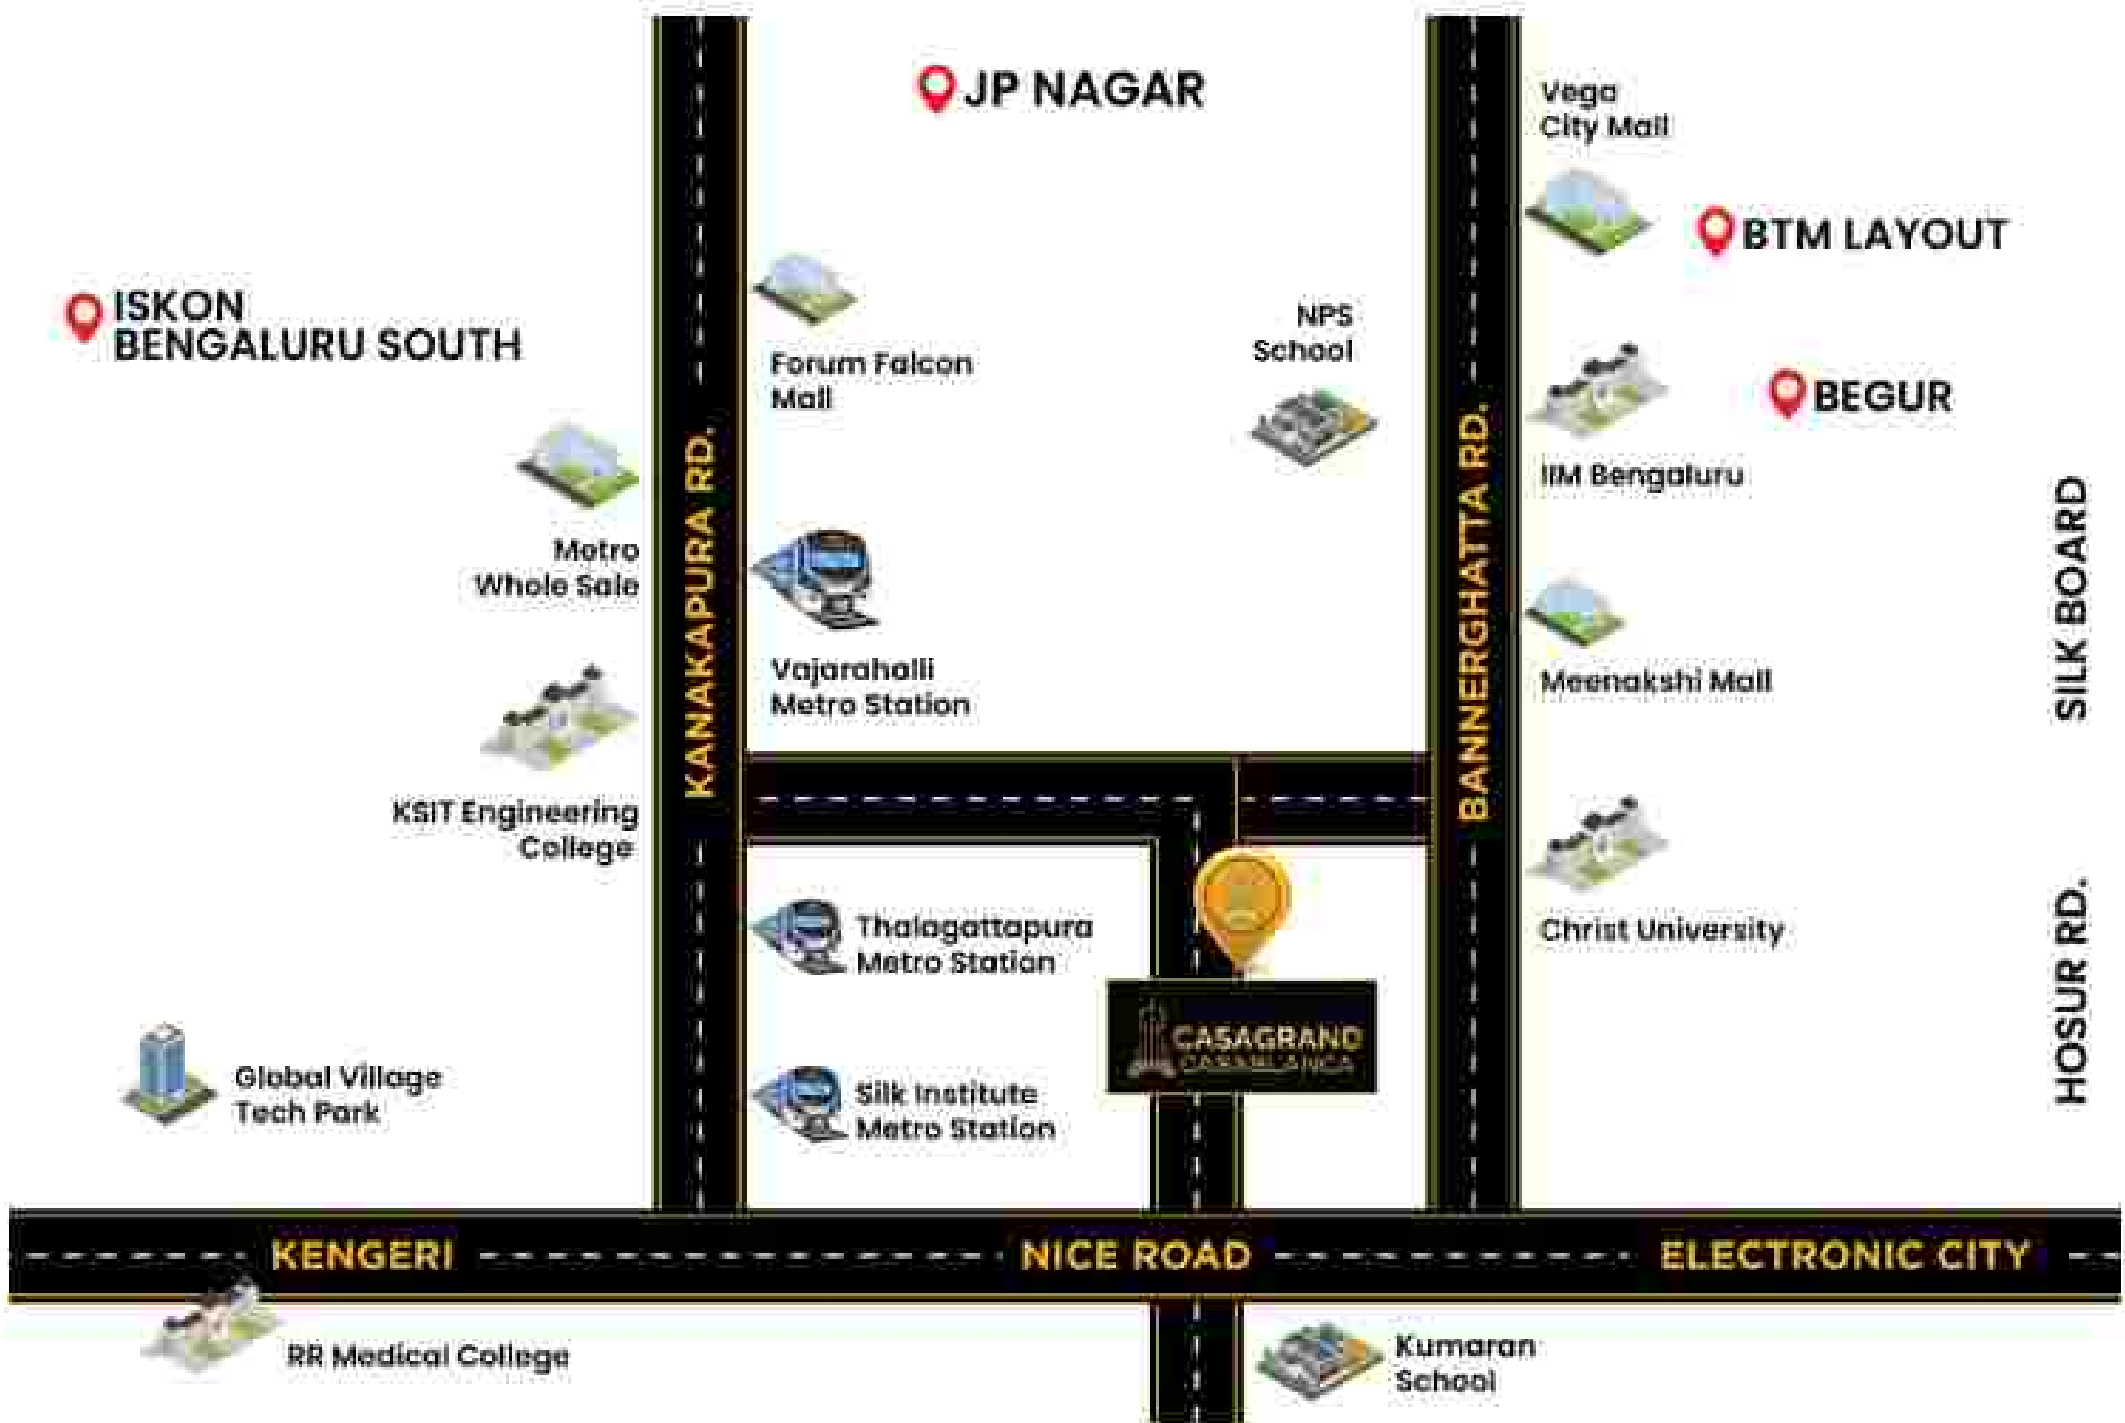 JP NAGAR
Vega
City Mall
BTM LAYOUT
ISKON
BENGALURU SOUTH
Forum Falcon
Mall
NPS
School
BEGUR
IIM Bengaluru
Metro
Whole Sale
KANAKAPURA RD.
BANNERGHATTA RD.
SILK BOARD
Vajarahalli
Metro Station
Meenakshi Mall
KSIT Engineering
College
Thalagattapura
Metro Station
Christ University
HOSUR RD.
CASAGRAND
CASABLANCA
Global Village
Tech Park
Silk Institute
Metro Station
KENGERI
NICE ROAD
ELECTRONIC CITY
RR Medical College
Kumaran
School